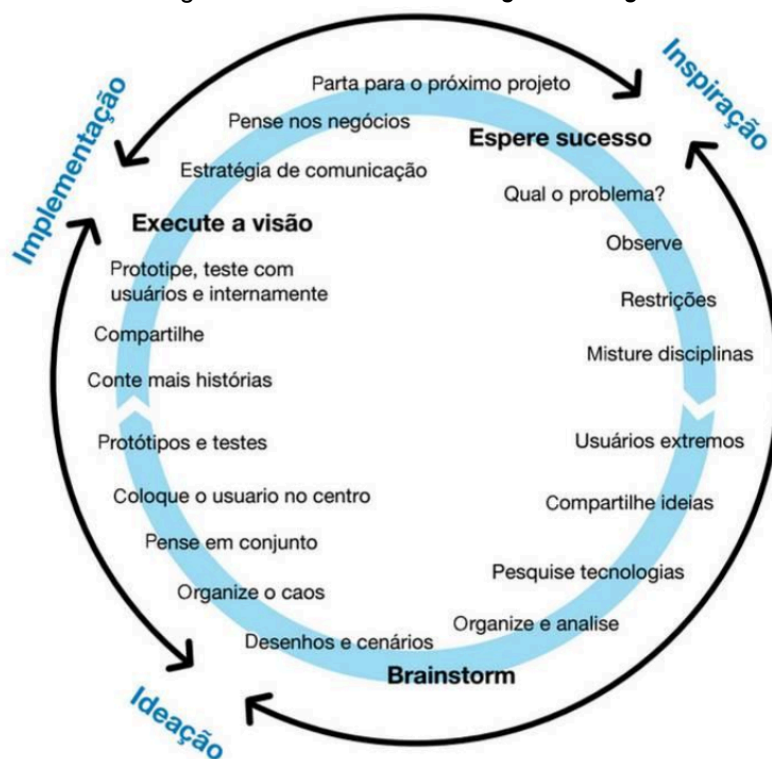 Implementação
Inspiração
Ideação
Parta para o próximo projeto
Pense nos negócios
Estratégia de comunicação
Execute a visão
Prototipe, teste com
usuários e internamente
Compartilhe
Conte mais histórias
Protótipos e testes
Coloque o usuario no centro
Pense em conjunto
Organize o caos
Desenhos e cenários
Brainstorm
Espere sucesso
Qual o problema?
Observe
Restrições
Misture disciplinas
Usuários extremos
Compartilhe ideias
Pesquise tecnologias
Organize e analise